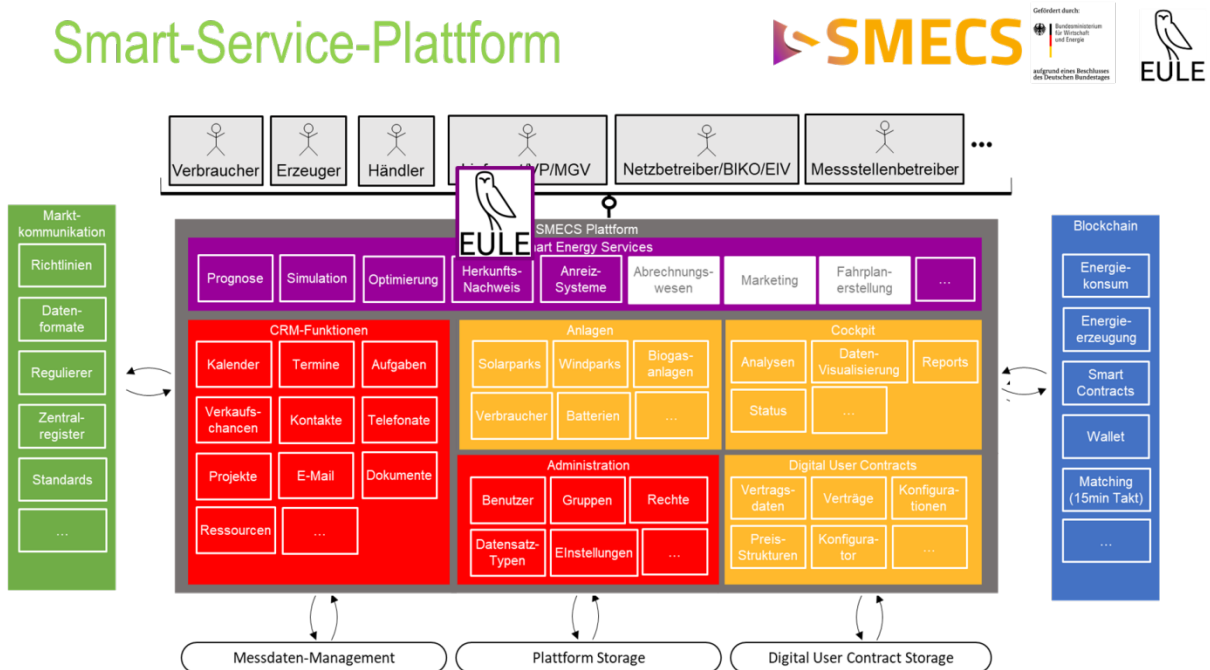 Smart-Service-Plattform
SMECS
Gefördert durch:
Bundesministerium
für Wirtschaft
und Energie
aufgrund eines Beschlusses
des Deutschen Bundestages
EULE
Verbraucher
Erzeuger
Händler
VP/MGV
Netzbetreiber/BIKO/EIV
Messstellenbetreiber
...
EULE
SMECS Plattform
Energy Services
Prognose
Simulation
Optimierung
Herkunfts-
Nachweis
Anreiz-
Systeme
Abrechnungs-
wesen
Marketing
Fahrplan-
erstellung
...
Markt-
kommunikation
Richtlinien
Daten-
formate
Regulierer
Zentral-
register
Standards
...
CRM-Funktionen
Kalender
Termine
Aufgaben
Verkaufs-
chancen
Kontakte
Telefonate
Projekte
E-Mail
Dokumente
Ressourcen
...
Anlagen
Solarparks
Windparks
Biogas-
anlagen
Verbraucher
Batterien
...
Cockpit
Analysen
Daten-
Visualisierung
Reports
Status
...
Administration
Benutzer
Gruppen
Rechte
Datensatz-
Typen
EInstellungen
...
Digital User Contracts
Vertrags-
daten
Verträge
Konfigura-
tionen
Preis-
Strukturen
Konfigura-
tor
...
Blockchain
Energie-
konsum
Energie-
erzeugung
Smart
Contracts
Wallet
Matching
(15min Takt)
...
Messdaten-Management
Plattform Storage
Digital User Contract Storage